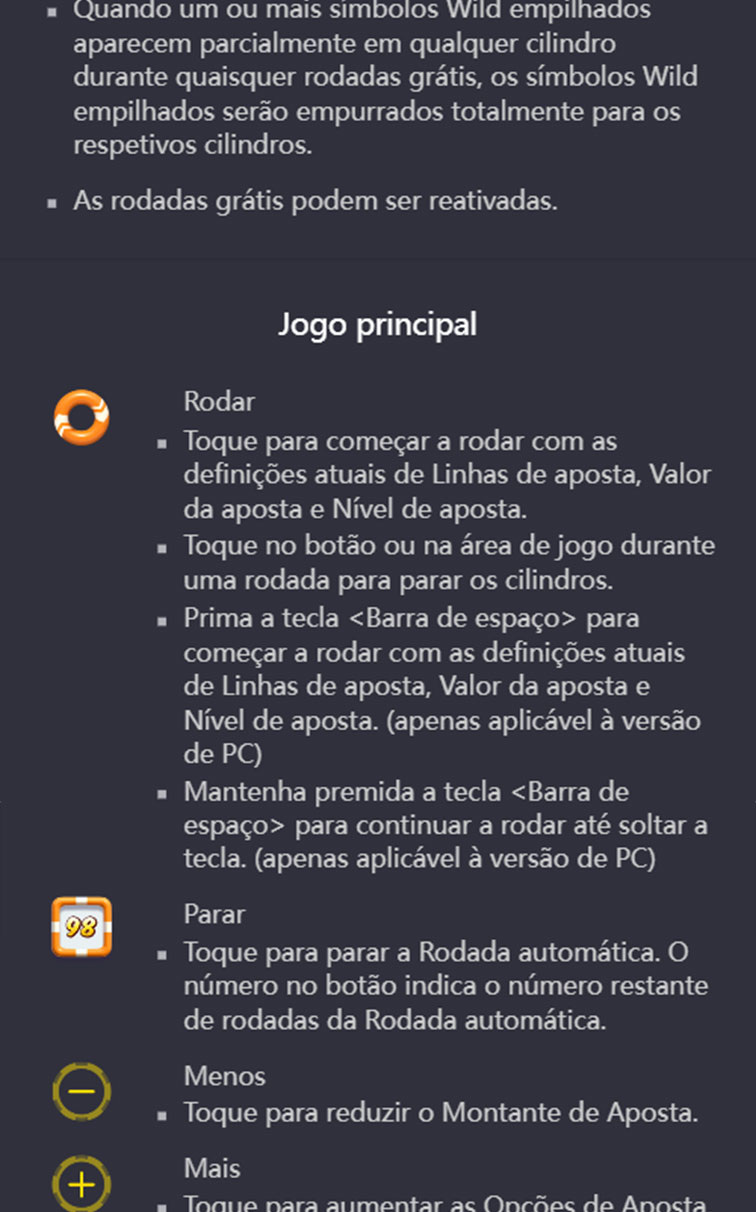 Quando um ou mais símbolos Wild empilhados
aparecem parcialmente em qualquer cilindro
durante quaisquer rodadas grátis, os símbolos Wild
empilhados serão empurrados totalmente para os
respetivos cilindros.
As rodadas grátis podem ser reativadas.
Jogo principal
Rodar
Toque para começar a rodar com as
definições atuais de Linhas de aposta, Valor
da aposta e Nível de aposta.
Toque no botão ou na área de jogo durante
uma rodada para parar os cilindros.
Prima a tecla <Barra de espaço> para
começar a rodar com as definições atuais
de Linhas de aposta, Valor da aposta e
Nível de aposta. (apenas aplicável à versão
de PC)
Mantenha premida a tecla <Barra de
espaço> para continuar a rodar até soltar a
tecla. (apenas aplicável à versão de PC)
98
Parar
Toque para parar a Rodada automática. O
número no botão indica o número restante
de rodadas da Rodada automática.
Menos
Toque para reduzir o Montante de Aposta.
Mais
Toque para aumentar as Opções de Aposta